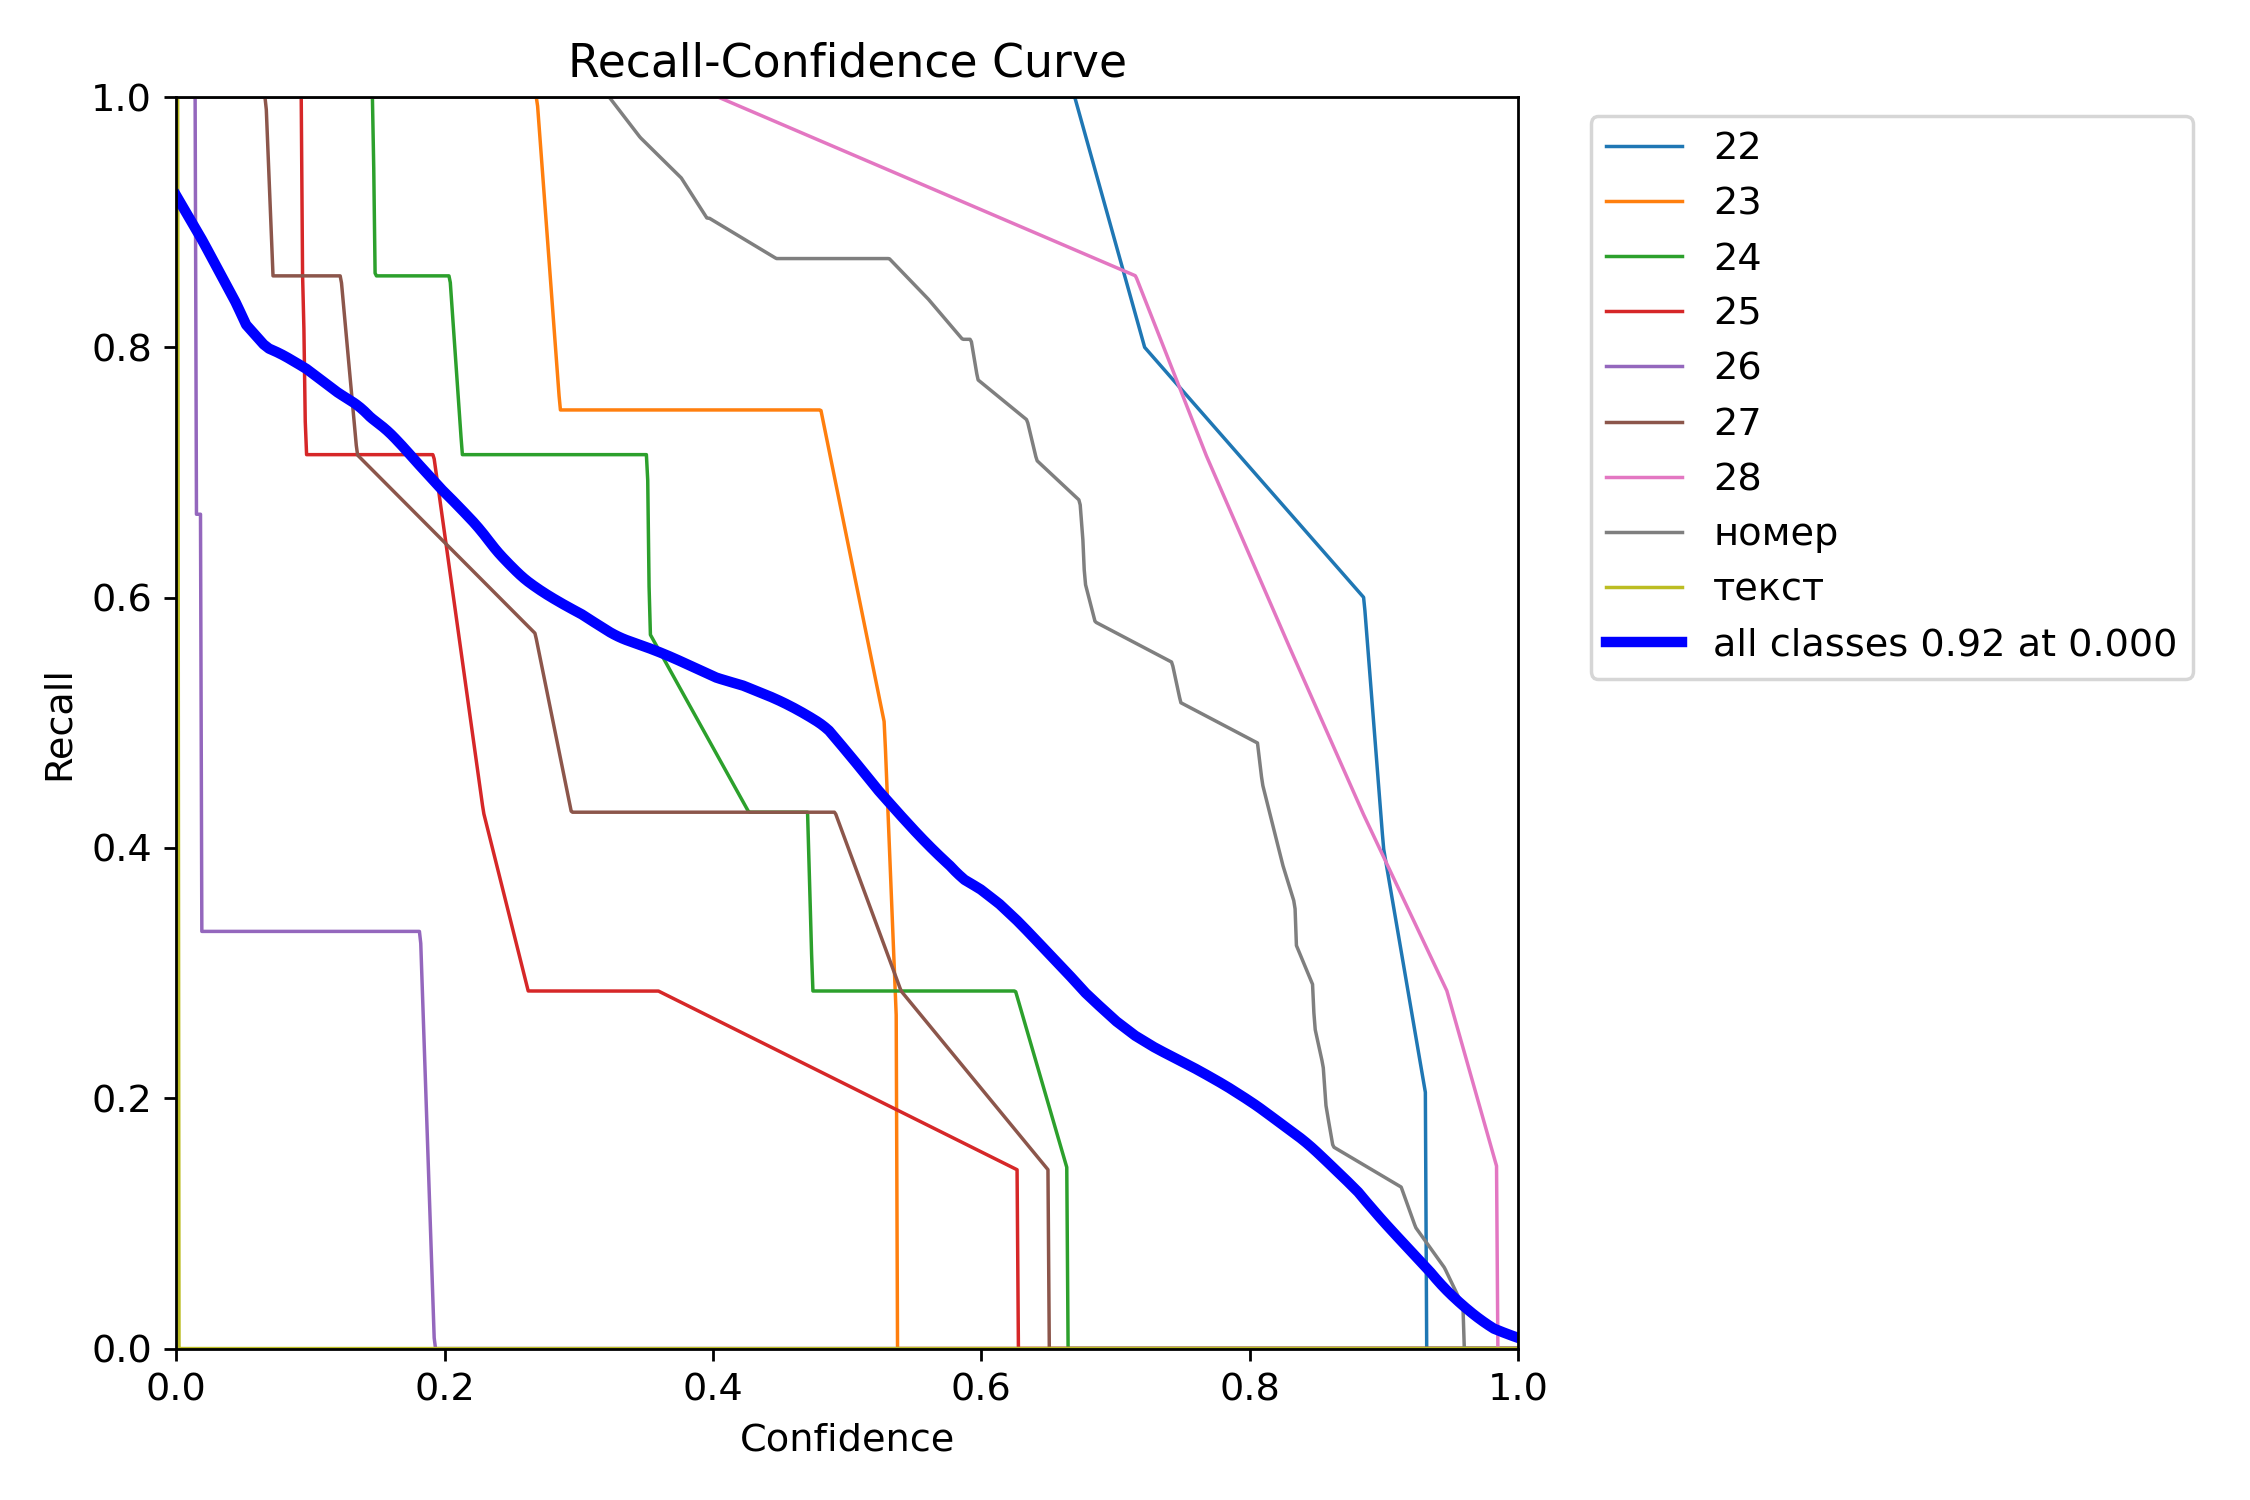 Recall-Confidence Curve
1.0
0.8
0.6
0.4
0.2
0.0
Recall
0.0 0.2 0.4 0.6 0.8 1.0
Confidence
22
23
24
25
26
27
28
номер
текст
all classes 0.92 at 0.000